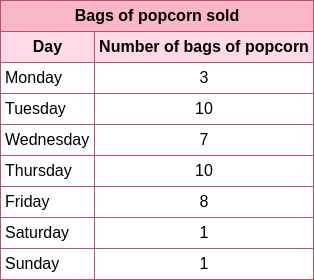 Bags of popcorn sold
Day Number of bags of popcorn
Monday 3
Tuesday 10
Wednesday 7
Thursday 10
Friday 8
Saturday 1
Sunday 1